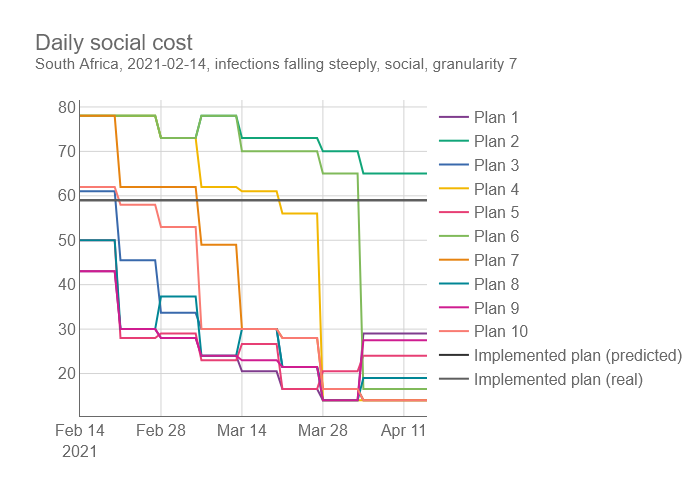 Daily social cost
South Africa, 2021-02-14, infections falling steeply, social, granularity 7
80
70
60
50
40
30
20
Feb 14
2021
Feb 28
Mar 14
Mar 28
Apr 11
Plan 1
Plan 2
Plan 3
Plan 4
Plan 5
Plan 6
Plan 7
Plan 8
Plan 9
Plan 10
Implemented plan (predicted)
Implemented plan (real)